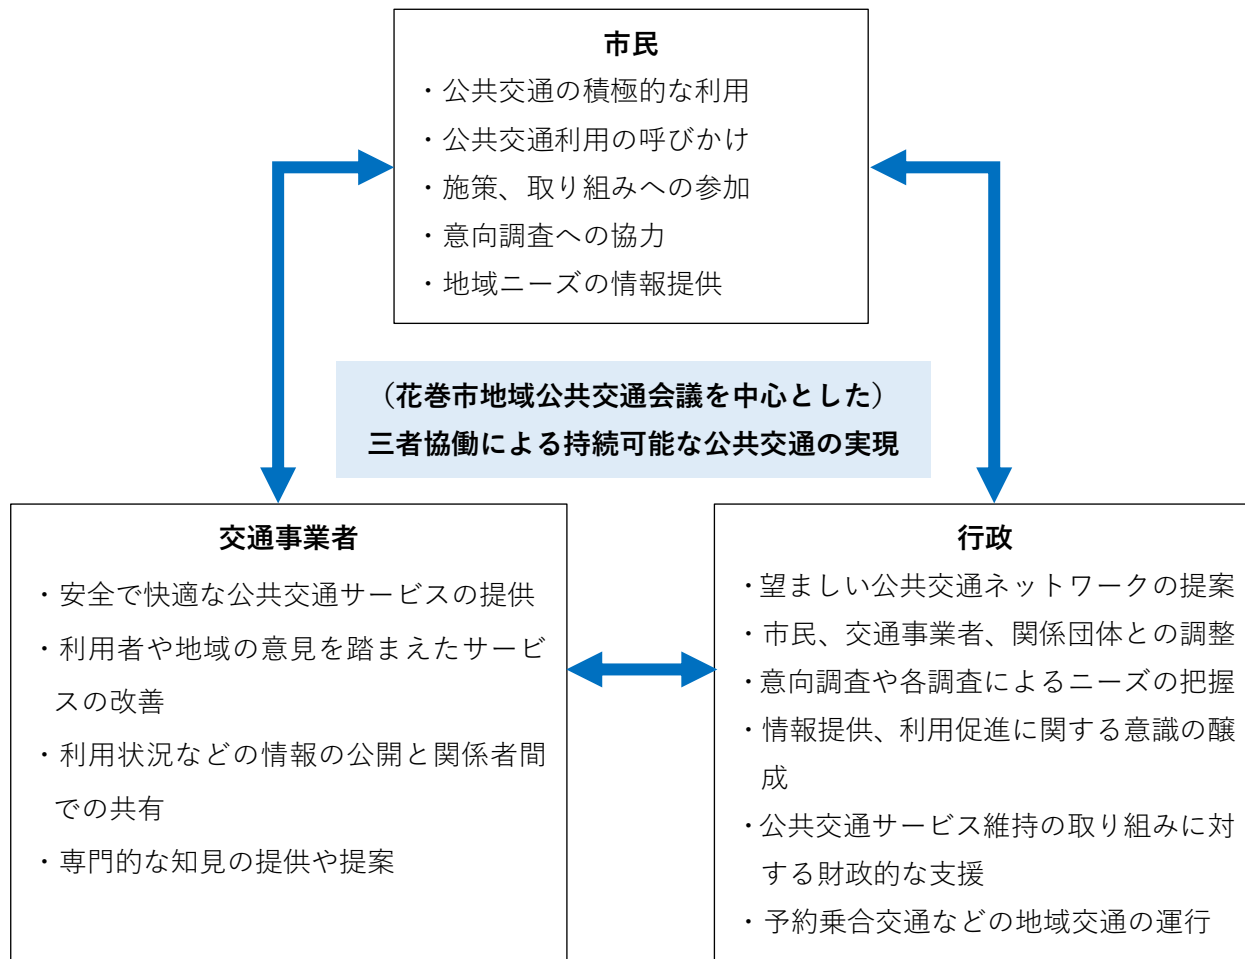 市民
・公共交通の積極的な利用
・公共交通利用の呼びかけ
・施策、取り組みへの参加
・意向調査への協力
・地域ニーズの情報提供
（花巻市地域公共交通会議を中心とした）
三者協働による持続可能な公共交通の実現
交通事業者
・安全で快適な公共交通サービスの提供
・利用者や地域の意見を踏まえたサービ
スの改善
・利用状況などの情報の公開と関係者間
での共有
・専門的な知見の提供や提案
行政
・望ましい公共交通ネットワークの提案
・市民、交通事業者、関係団体との調整
・意向調査や各調査によるニーズの把握
・情報提供、利用促進に関する意識の醸
成
・公共交通サービス維持の取り組みに対
する財政的な支援
・予約乗合交通などの地域交通の運行